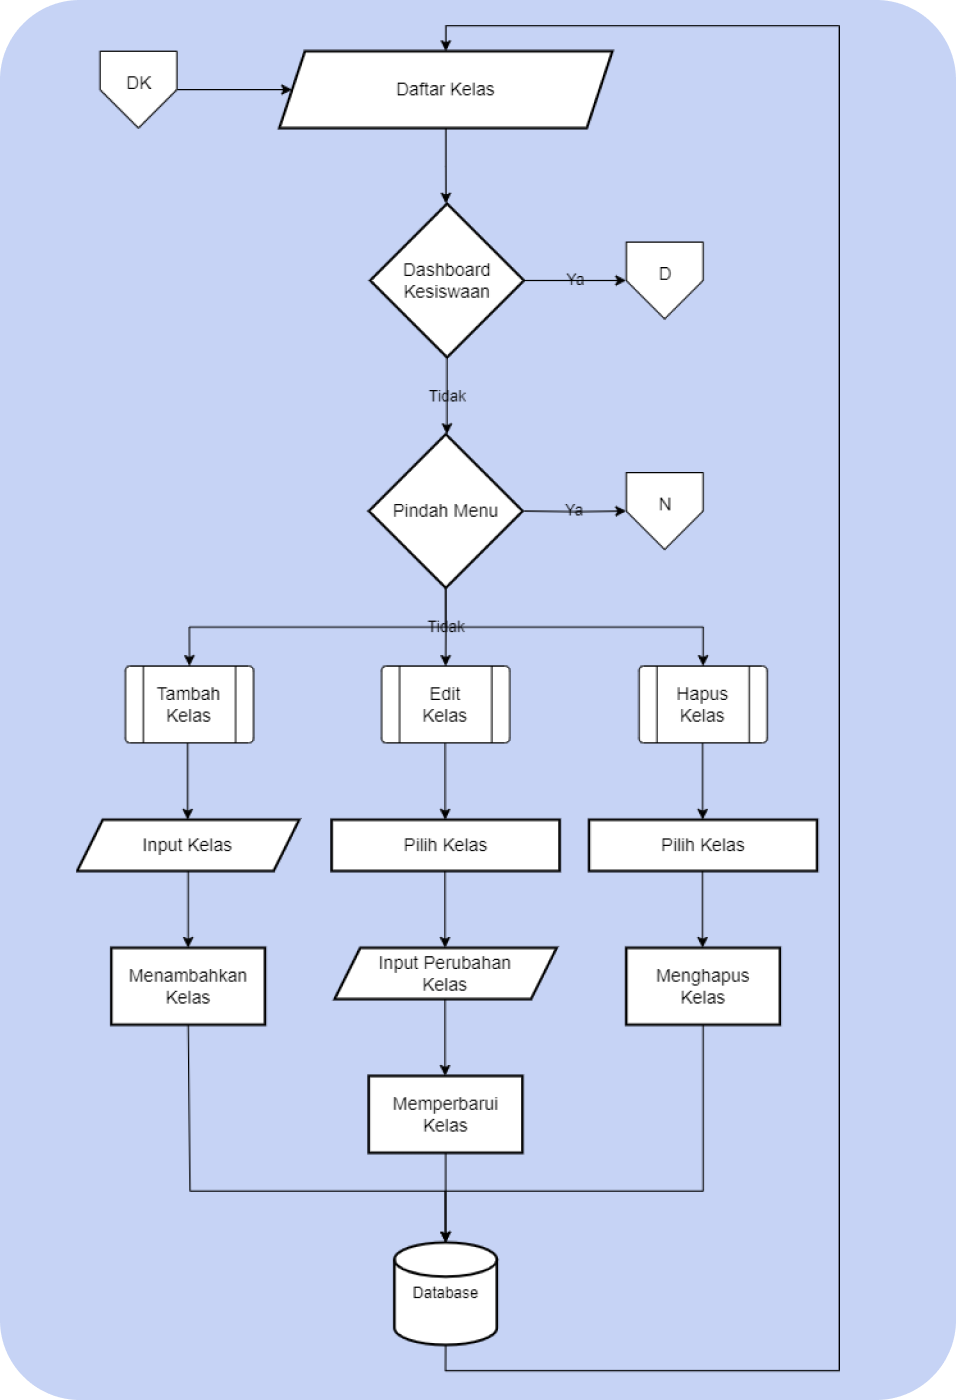 DK
Daftar Kelas
Dashboard
Kesiswaan
Ya
D
Tidak
Pindah Menu
Ya
N
Tidak
Tambah
Kelas
Edit
Kelas
Hapus
Kelas
Input Kelas
Pilih Kelas
Pilih Kelas
Menambahkan
Kelas
Input Perubahan
Kelas
Menghapus
Kelas
Memperbarui
Kelas
Database